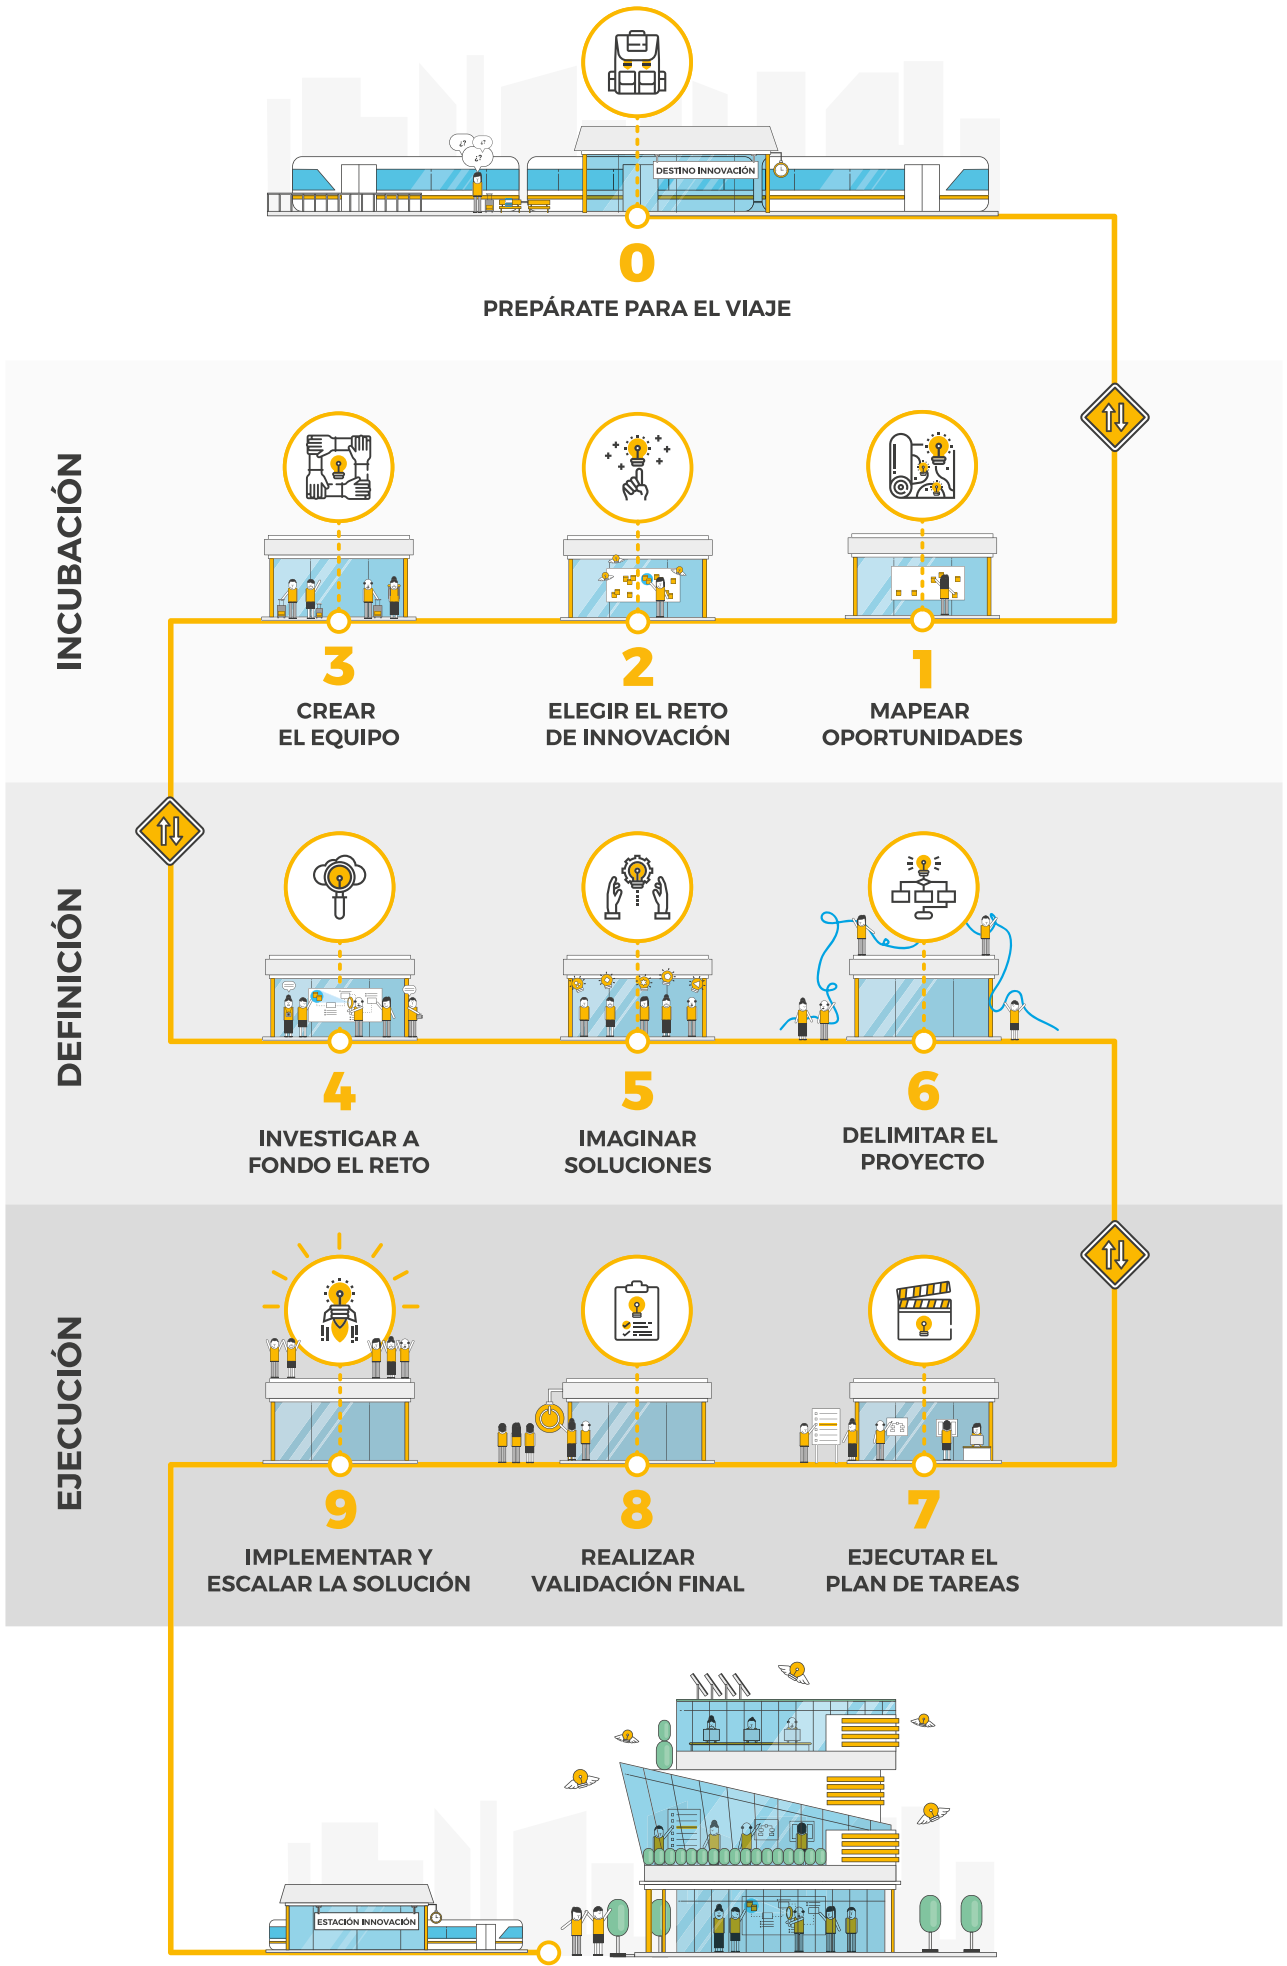 ¿?
¿?
¿?
DESTINO INNOVACIÓN
0
PREPÁRATE PARA EL VIAJE
INCUBACIÓN
3
CREAR
EL EQUIPO
2
ELEGIR EL RETO
DE INNOVACIÓN
1
MAPEAR
OPORTUNIDADES
DEFINICIÓN
4
INVESTIGAR A
FONDO EL RETO
5
IMAGINAR
SOLUCIONES
6
DELIMITAR EL
PROYECTO
EJECUCIÓN
9
IMPLEMENTAR Y
ESCALAR LA SOLUCIÓN
8
REALIZAR
VALIDACIÓN FINAL
7
EJECUTAR EL
PLAN DE TAREAS
ESTACIÓN INNOVACIÓN